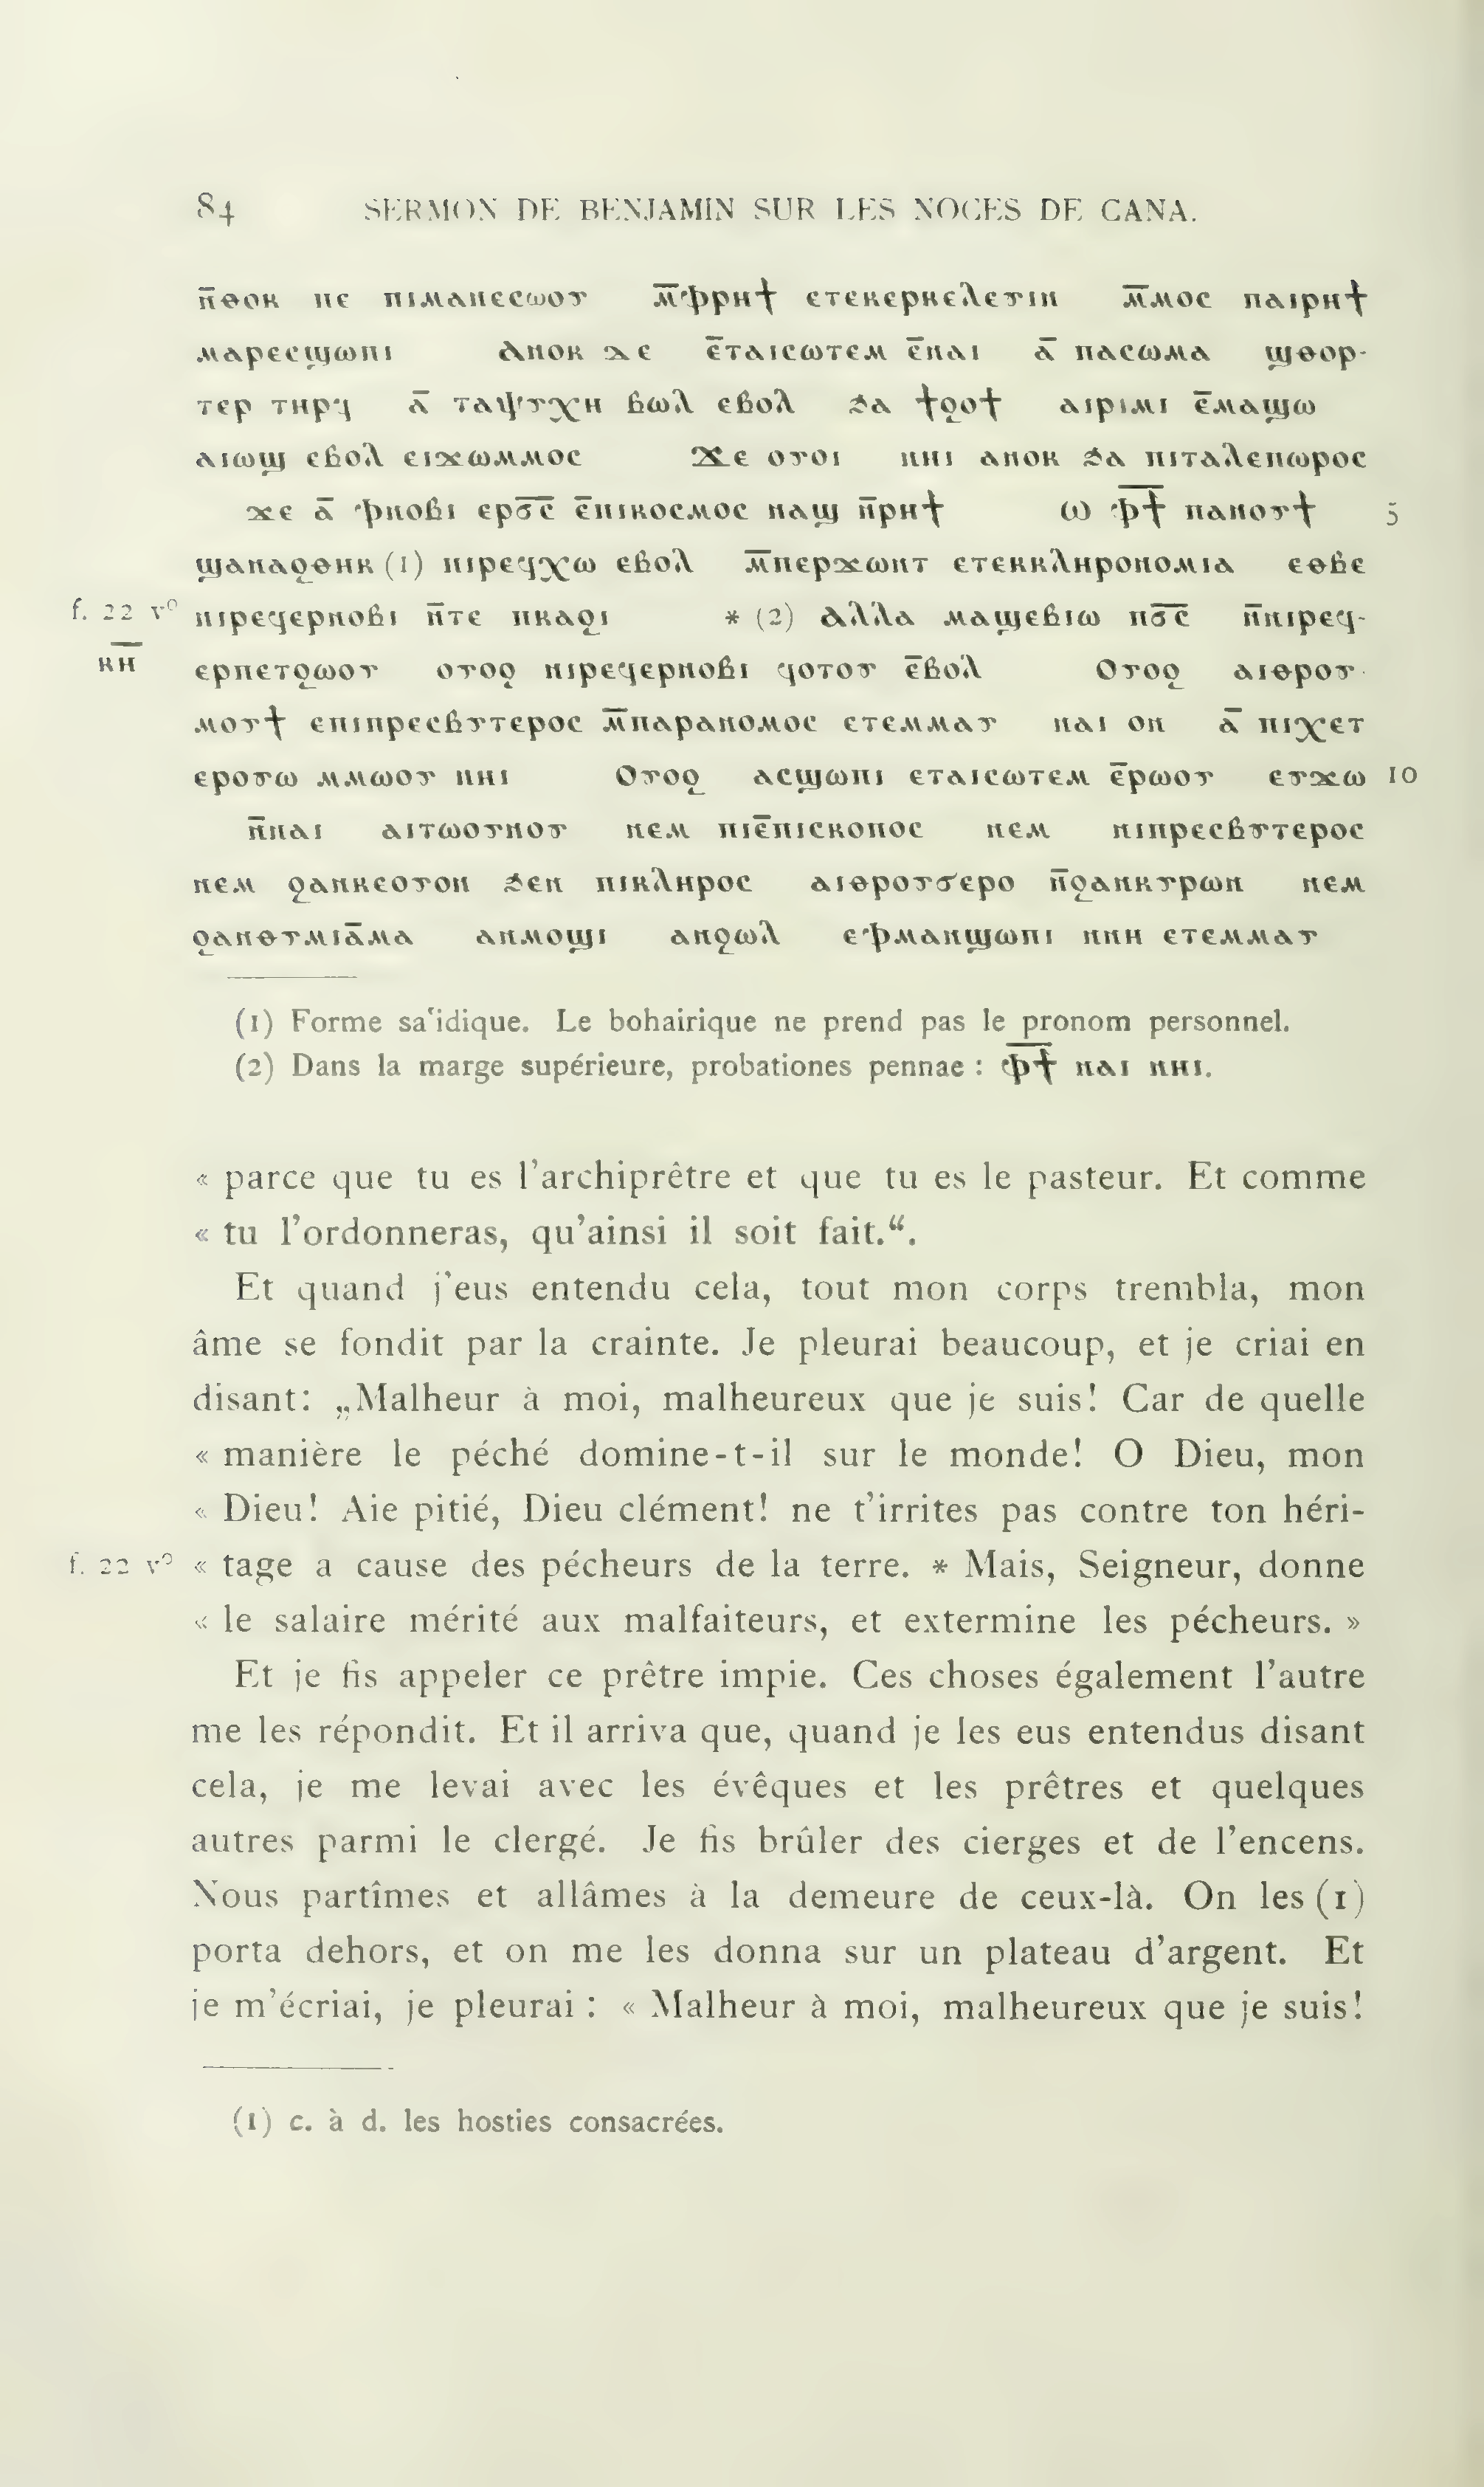 84 SERMON DE BENJAMIN SUR LES NOCES DE CANA.
ⲛ̄ⲑⲟⲕ ⲡⲉ ⲡⲓⲙⲁⲛⲉⲥⲱⲟⲩ ⲙ̄ⲫⲣⲏϯ ⲉⲧⲉⲕⲉⲣⲕⲉⲗⲉⲩⲓⲛ ⲙ̄ⲙⲟⲥ ⲡⲁⲓⲣⲏϯ
ⲙⲁⲣⲉⲥϣⲱⲡⲓ Ⲁⲛⲟⲕ ⲇⲉ ⲉ̄ⲧⲁⲓⲥⲱⲧⲉⲙ ⲉ̄ⲛⲁⲓ ⲁ̄ ⲡⲁⲥⲱⲙⲁ ϣⲑⲟⲣ-
ⲧⲉⲣ ⲧⲏⲣϥ ⲁ̄ ⲧⲁⲯⲩⲭⲏ ⲃⲱⲗ ⲉⲃⲟⲗ ϧⲁ ϯϩⲟϯ ⲁⲓⲣⲓⲙⲓ ⲉ̄ⲙⲁϣⲱ
ⲁⲓⲱϣ ⲉⲃⲟⲗ ⲉⲓϫⲱⲙⲙⲟⲥ Ϫⲉ ⲟⲩⲟⲓ ⲛⲏⲓ ⲁⲛⲟⲕ ϧⲁ ⲡⲓⲧⲁⲗⲉⲡⲱⲣⲟⲥ
ϫⲉ ⲁ̄ ⲫⲛⲟⲃⲓ ⲉⲣϭ̄ⲥ̄ ⲉ̄ⲡⲓⲕⲟⲥⲙⲟⲥ ⲛⲁϣ ⲛ̄ⲣⲏϯ ⲱ ⲫ̄ϯ̄ ⲡⲁⲛⲟⲩϯ 5
ϣⲁⲛⲁϩⲑⲏⲕ (1) ⲡⲓⲣⲉϥⲭⲱ ⲉⲃⲟⲗ ⲙ̄ⲡⲉⲣϫⲱⲛⲧ ⲉⲧⲉⲕⲕⲗⲏⲣⲟⲛⲟⲙⲓⲁ ⲉⲑⲃⲉ
f. 22 vº ⲛⲓⲣⲉϥⲉⲣⲛⲟⲃⲓ ⲛ̄ⲧⲉ ⲡⲕⲁϩⲓ * (2) Ⲁⲗⲗⲁ ⲙⲁϣⲉⲃⲓⲱ ⲡϭ̄ⲥ̄ ⲛ̄ⲛⲓⲣⲉϥ-
ⲕ̄ⲏ̄ ⲉⲣⲡⲉⲧϩⲱⲟⲩ ⲟⲩⲟϩ ⲛⲓⲣⲉϥⲉⲣⲛⲟⲃⲓ ϥⲟⲧⲟⲩ ⲉ̄ⲃⲟⲗ Ⲟⲩⲟϩ ⲁⲓⲑⲣⲟⲩ-
ⲙⲟⲩϯ ⲉⲡⲓⲡⲣⲉⲥⲃⲩⲧⲉⲣⲟⲥ ⲙ̄ⲡⲁⲣⲁⲛⲟⲙⲟⲥ ⲉⲧⲉⲙⲙⲁⲩ ⲛⲁⲓ ⲟⲛ ⲁ̄ ⲡⲓⲭⲉⲧ
ⲉⲣⲟⲩⲱ ⲙⲙⲱⲟⲩ ⲛⲏⲓ Ⲟⲩⲟϩ ⲁⲥϣⲱⲡⲓ ⲉⲧⲁⲓⲥⲱⲧⲉⲙ ⲉ̄ⲣⲱⲟⲩ ⲉⲩϫⲱ 10
ⲛ̄ⲛⲁⲓ ⲁⲓⲧⲱⲟⲩⲛⲟⲩ ⲛⲉⲙ ⲛⲓⲉ̄ⲡⲓⲥⲕⲟⲡⲟⲥ ⲛⲉⲙ ⲛⲓⲡⲣⲉⲥⲃⲩⲧⲉⲣⲟⲥ
ⲛⲉⲙ ϩⲁⲛⲕⲉⲟⲩⲟⲛ ϧⲉⲛ ⲡⲓⲕⲗⲏⲣⲟⲥ ⲁⲓⲑⲣⲟⲩϭⲉⲣⲟ ⲛ̄ϩⲁⲛⲕⲩⲣⲱⲛ ⲛⲉⲙ
ϩⲁⲛⲑⲩⲙⲓⲁ̄ⲙⲁ ⲁⲛⲙⲟϣⲓ ⲁⲛϩⲱⲗ ⲉⲫⲙⲁⲛϣⲱⲡⲓ ⲛⲛⲏ ⲉⲧⲉⲙⲙⲁⲩ
(1) Forme sa'idique. Le bohairique ne prend pas le pronom personnel.
(2) Dans la marge supérieure, probationes pennae : ⲫ̄ϯ̄ ⲛⲁⲓ ⲛⲏⲓ.
« parce que tu es l'archiprêtre et que tu es le pasteur. Et comme
« tu l'ordonneras, qu'ainsi il soit fait.“.
Et quand j'eus entendu cela, tout mon corps trembla, mon
âme se fondit par la crainte. Je pleurai beaucoup, et je criai en
disant: „Malheur à moi, malheureux que je suis! Car de quelle
« manière le péché domine-t-il sur le monde! O Dieu, mon
« Dieu! Aie pitié, Dieu clément! ne t'irrites pas contre ton héri-
f. 22 vº « tage a cause des pécheurs de la terre. * Mais, Seigneur, donne
« le salaire mérité aux malfaiteurs, et extermine les pécheurs. »
Et je fis appeler ce prêtre impie. Ces choses également l'autre
me les répondit. Et il arriva que, quand je les eus entendus disant
cela, je me levai avec les évêques et les prêtres et quelques
autres parmi le clergé. Je fis brûler des cierges et de l'encens.
Nous partîmes et allâmes à la demeure de ceux-là. On les (1)
porta dehors, et on me les donna sur un plateau d'argent. Et
je m'écriai, je pleurai : « Malheur à moi, malheureux que je suis!
(1) c. à d. les hosties consacrées.